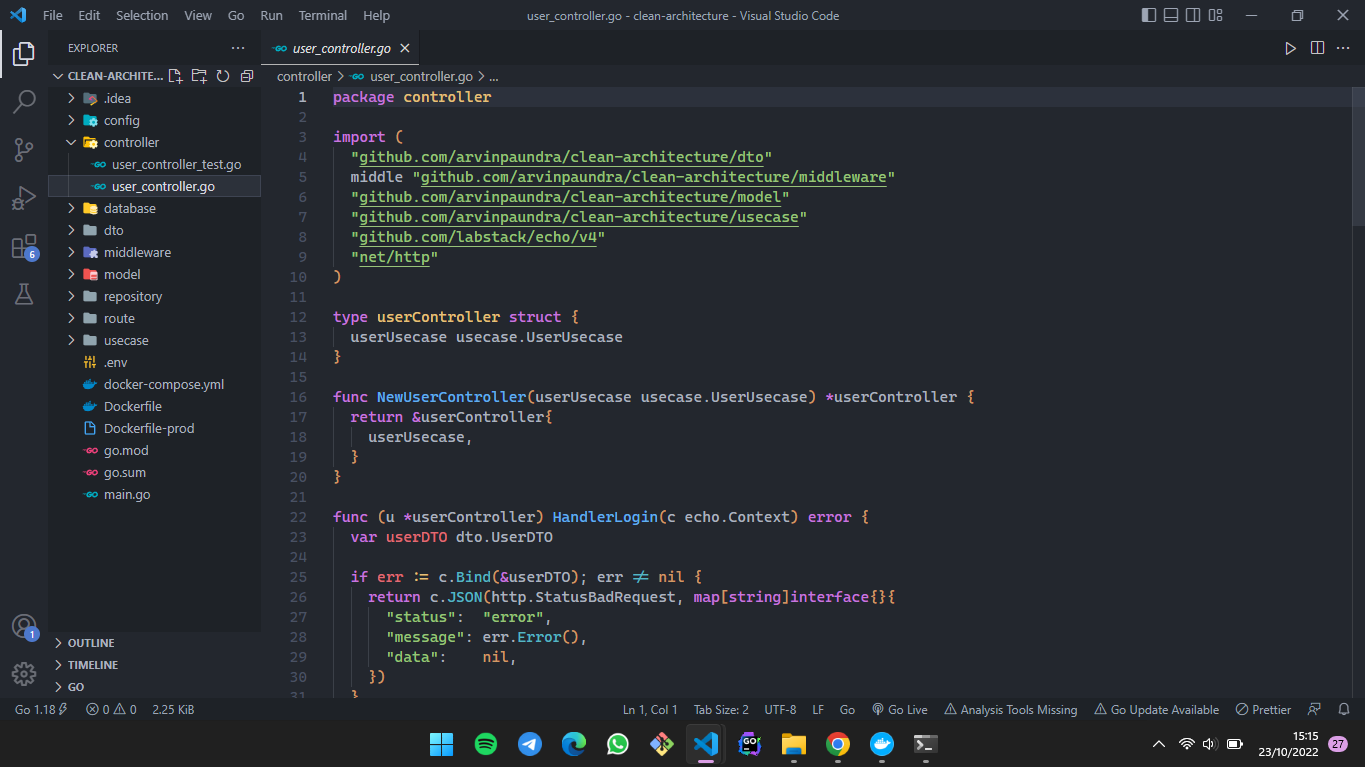 File Edit Selection View Go Run Terminal Help
user_controller.go - clean-architecture - Visual Studio Code
EXPLORER
CLEAN-ARCHITE...
.idea
config
controller
user_controller_test.go
user_controller.go
database
dto
middleware
model
repository
route
usecase
.env
docker-compose.yml
Dockerfile
Dockerfile-prod
go.mod
go.sum
main.go
OUTLINE
TIMELINE
GO
6
1
user_controller.go
controller > user_controller.go > ...
1 package controller
2
3 import (
4 "github.com/arvinpaundra/clean-architecture/dto"
5 middle "github.com/arvinpaundra/clean-architecture/middleware"
6 "github.com/arvinpaundra/clean-architecture/model"
7 "github.com/arvinpaundra/clean-architecture/usecase"
8 "github.com/labstack/echo/v4"
9 "net/http"
10 )
11
12 type userController struct {
13 userUsecase usecase.UserUsecase
14 }
15
16 func NewUserController(userUsecase usecase.UserUsecase) *userController {
17 return &userController{
18 userUsecase,
19 }
20 }
21
22 func (u *userController) HandlerLogin(c echo.Context) error {
23 var userDTO dto.UserDTO
24
25 if err := c.Bind(&userDTO); err ≠ nil {
26 return c.JSON(http.StatusBadRequest, map[string]interface{}{
27 "status": "error",
28 "message": err.Error(),
29 "data": nil,
30 })
31 }
Go 1.18 0 0 2.25 KiB Ln 1, Col 1 Tab Size: 2 UTF-8 LF Go Go Live Analysis Tools Missing Go Update Available Prettier
GO
15:15
23/10/2022
27